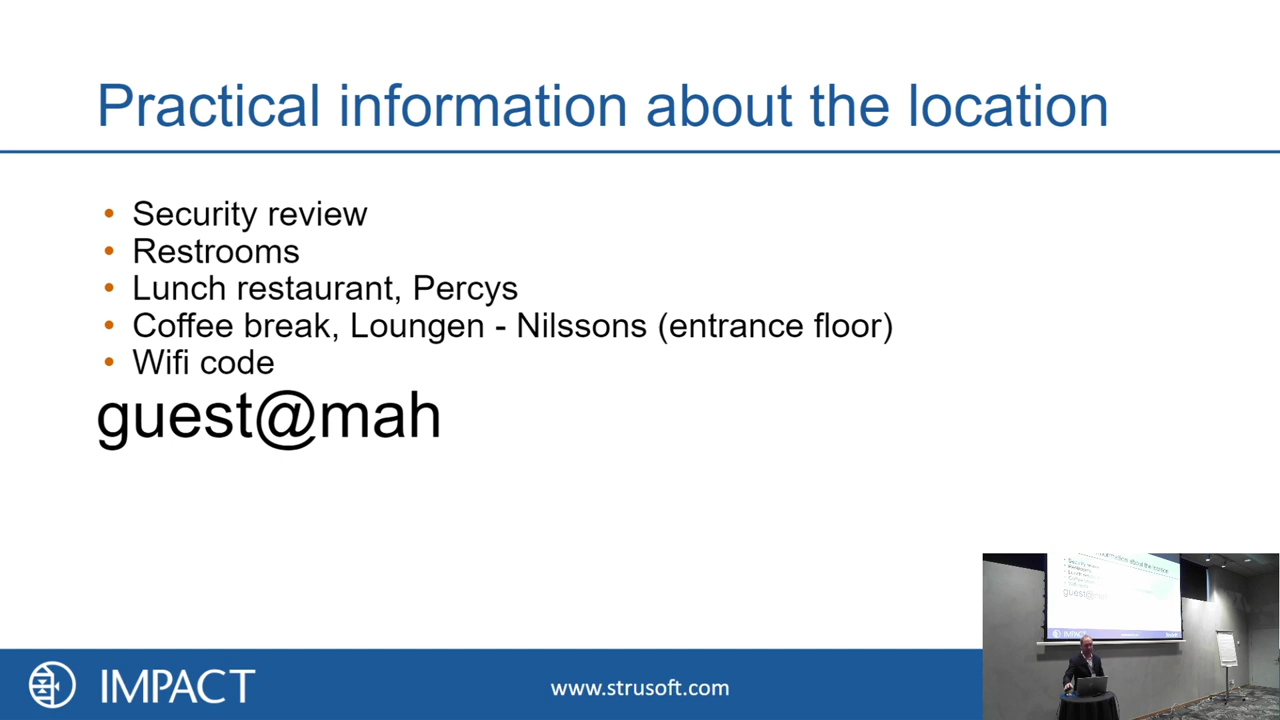 Practical information about the location
• Security review
• Restrooms
• Lunch restaurant, Percys
• Coffee break, Loungen - Nilssons (entrance floor)
• Wifi code
guest@mah
IMPACT
www.strusoft.com